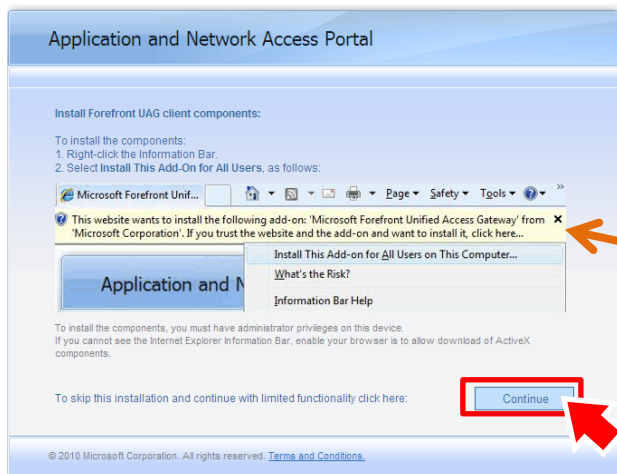 Application and Network Access Portal
Install Forefront UAG client components:
To install the components:
1. Right-click the Information Bar.
2. Select Install This Add-On for All Users, as follows:
Microsoft Forefront Unif... Page Safety Tools »
This website wants to install the following add-on: 'Microsoft Forefront Unified Access Gateway' from
'Microsoft Corporation'. If you trust the website and the add-on and want to install it, click here...
Install This Add-on for All Users on This Computer...
What's the Risk?
Application and N
Information Bar Help
To install the components, you must have administrator privileges on this device.
If you cannot see the Internet Explorer Information Bar, enable your browser is to allow download of ActiveX
components.
To skip this installation and continue with limited functionality click here: Continue
© 2010 Microsoft Corporation. All rights reserved. Terms and Conditions.